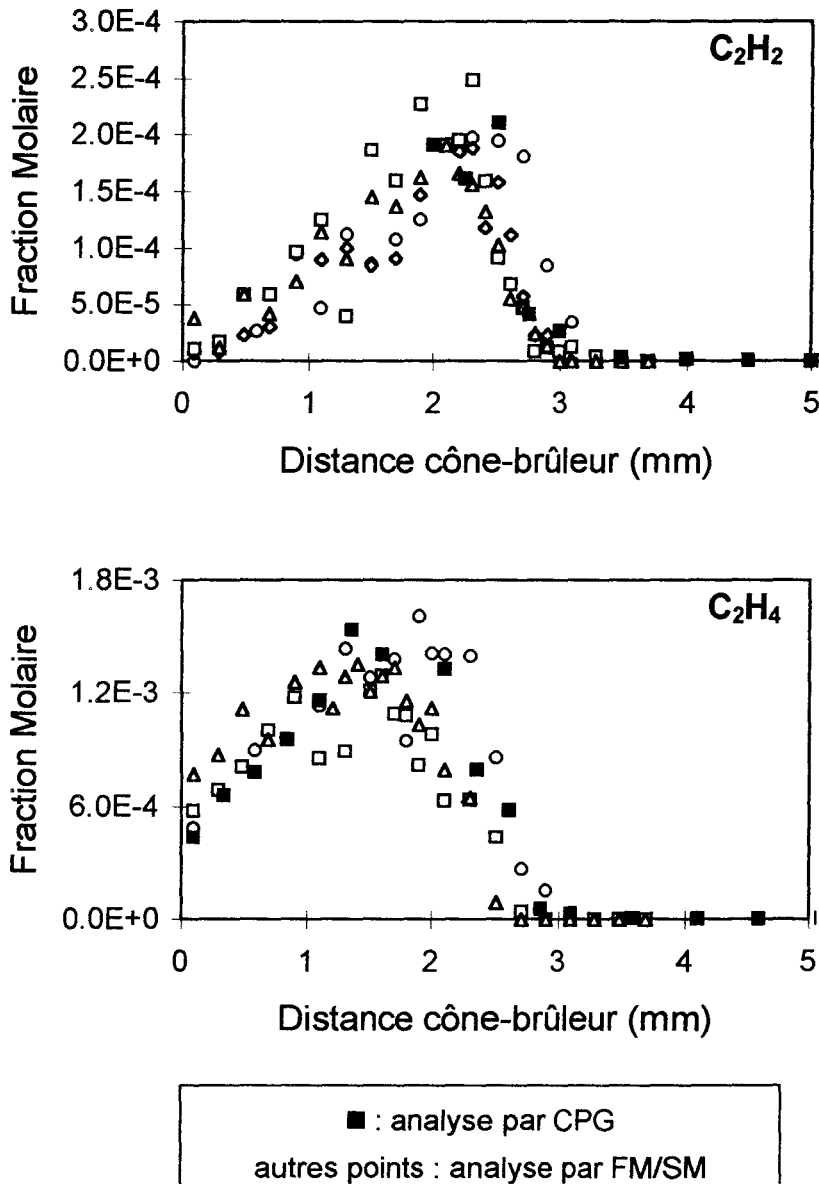 3.0E-4
C₂H₂
2.5E-4
2.0E-4
1.5E-4
1.0E-4
5.0E-5
0.0E+0
Fraction Molaire
0 1 2 3 4 5
Distance cône-brûleur (mm)
1.8E-3
C₂H₄
1.2E-3
6.0E-4
0.0E+0
Fraction Molaire
0 1 2 3 4 5
Distance cône-brûleur (mm)
■ : analyse par CPG
autres points : analyse par FM/SM